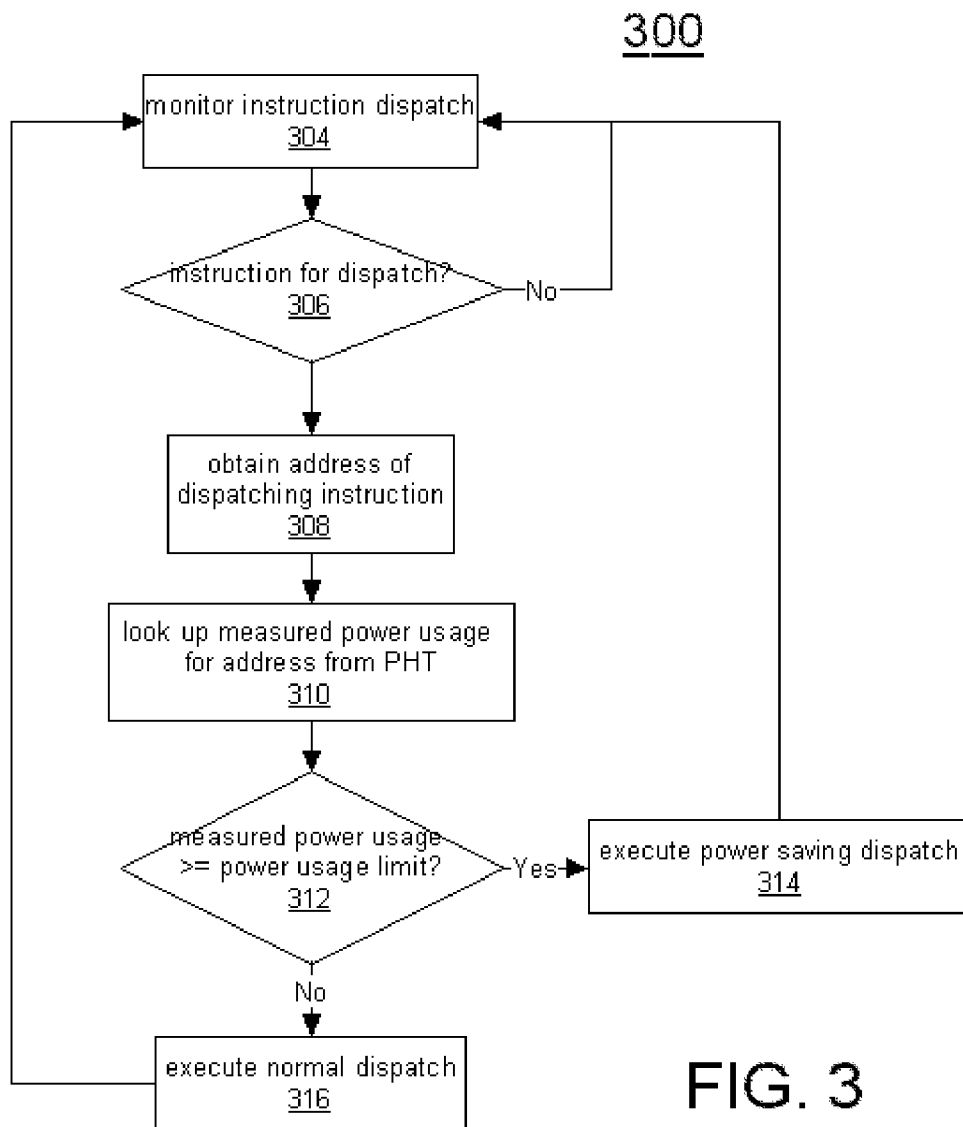 300
monitor instruction dispatch
304
instruction for dispatch?
306
No
obtain address of
dispatching instruction
308
look up measured power usage
for address from PHT
310
measured power usage
>= power usage limit?
312
Yes
execute power saving dispatch
314
No
execute normal dispatch
316
FIG. 3